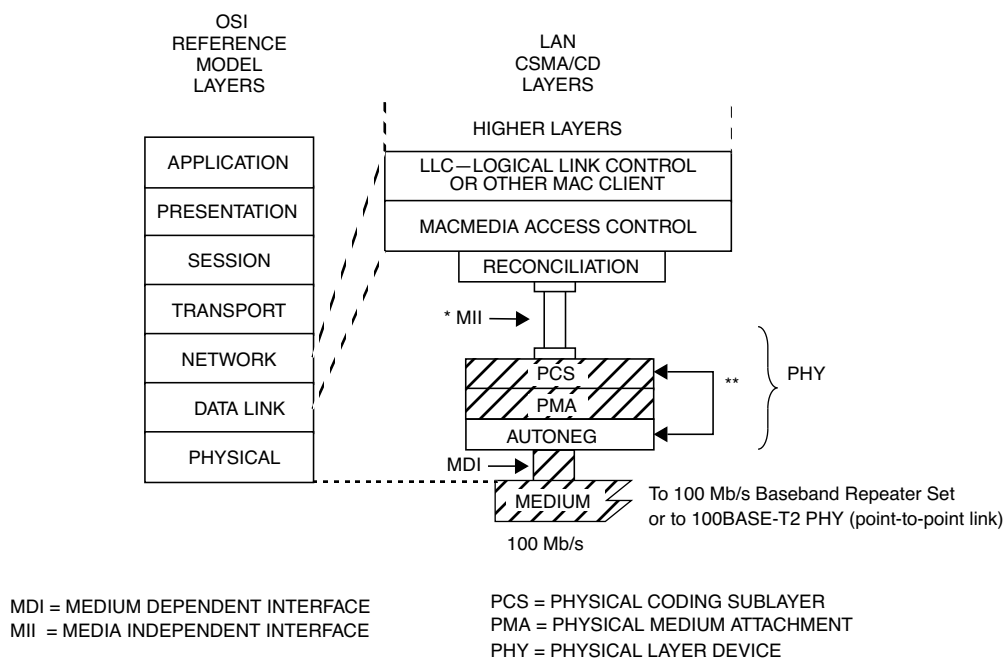 OSI
REFERENCE
MODEL
LAYERS
LAN
CSMA/CD
LAYERS
HIGHER LAYERS
APPLICATION
PRESENTATION
SESSION
TRANSPORT
NETWORK
DATA LINK
PHYSICAL
LLC—LOGICAL LINK CONTROL
OR OTHER MAC CLIENT
MACMEDIA ACCESS CONTROL
RECONCILIATION
* MII
PCS
PMA
AUTONEG
**
PHY
MDI
MEDIUM
100 Mb/s
To 100 Mb/s Baseband Repeater Set
or to 100BASE-T2 PHY (point-to-point link)
MDI = MEDIUM DEPENDENT INTERFACE
MII = MEDIA INDEPENDENT INTERFACE
PCS = PHYSICAL CODING SUBLAYER
PMA = PHYSICAL MEDIUM ATTACHMENT
PHY = PHYSICAL LAYER DEVICE